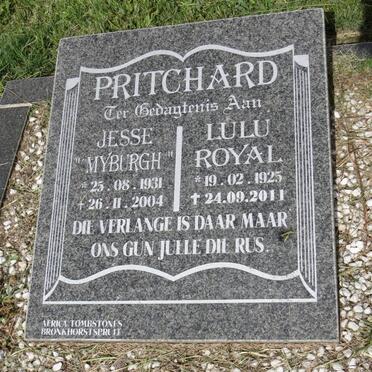 PRITCHARD
Ter Gedagtenis Aan
JESSE
"MYBURGH"
* 25 · 08 · 1931
+ 26 · 11 · 2004
LULU
ROYAL
* 19 · 02 · 1925
✝ 24.09.2011
DIE VERLANGE IS DAAR MAAR
ONS GUN JULLE DIE RUS.
AFRICA TOMBSTONES
BRONKHORSTSPRUIT